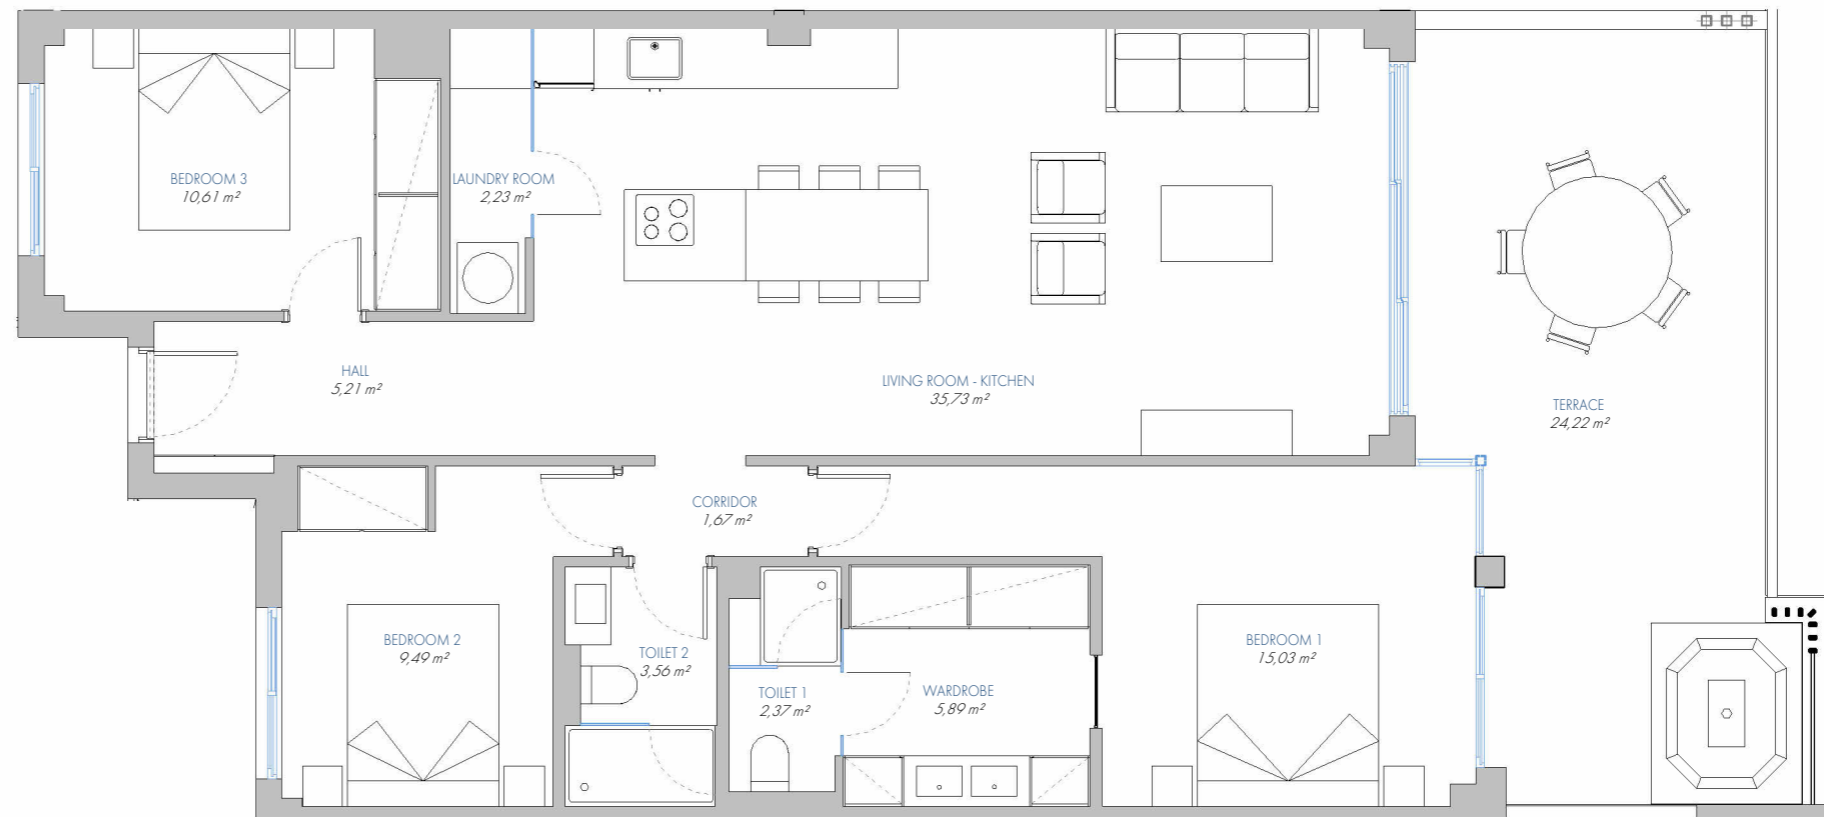 BEDROOM 3
10,61 m²
LAUNDRY ROOM
2,23 m²
HALL
5,21 m²
LIVING ROOM - KITCHEN
35,73 m²
TERRACE
24,22 m²
CORRIDOR
1,67 m²
BEDROOM 2
9,49 m²
TOILET 2
3,56 m²
TOILET 1
2,37 m²
WARDROBE
5,89 m²
BEDROOM 1
15,03 m²